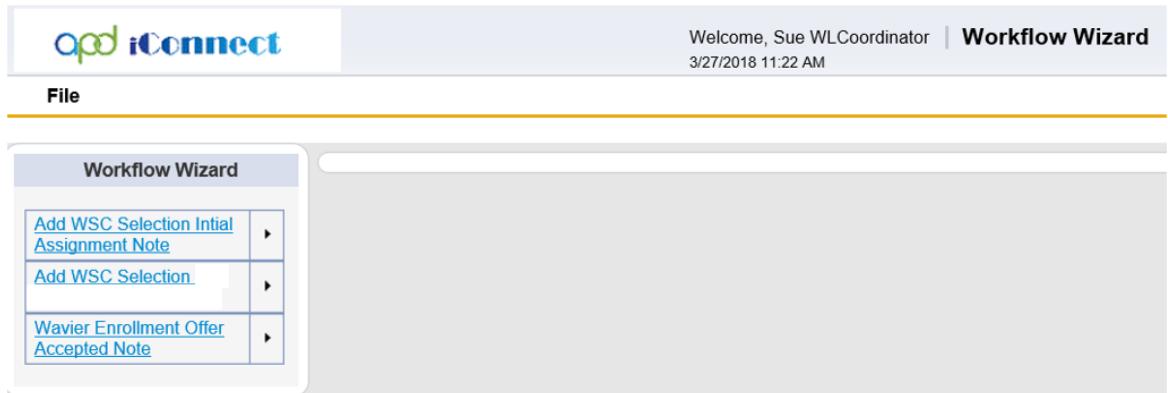 apd iConnect
Welcome, Sue WLCoordinator | Workflow Wizard
3/27/2018 11:22 AM
File
Workflow Wizard
Add WSC Selection Intial
Assignment Note
Add WSC Selection
Wavier Enrollment Offer
Accepted Note